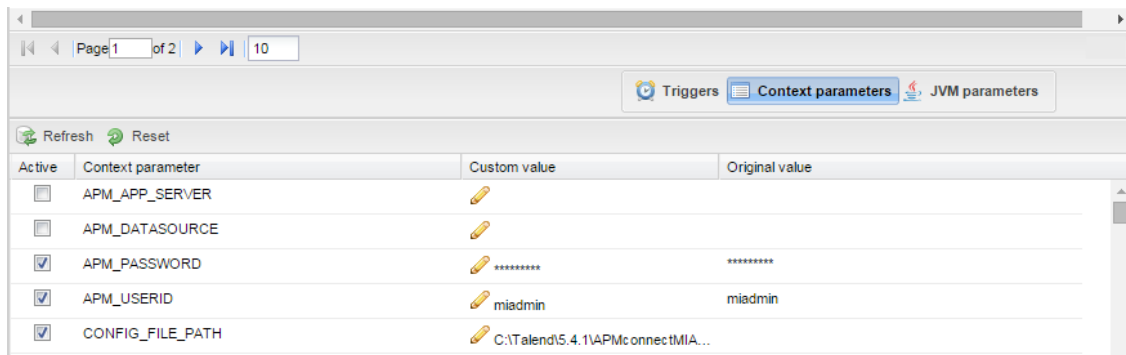 Page 1 of 2 10
Triggers Context parameters JVM parameters
Refresh Reset
Active Context parameter Custom value Original value
APM_APP_SERVER
APM_DATASOURCE
APM_PASSWORD ********* *********
APM_USERID miadmin miadmin
CONFIG_FILE_PATH C:\Talend\5.4.1\APMconnectMIA...